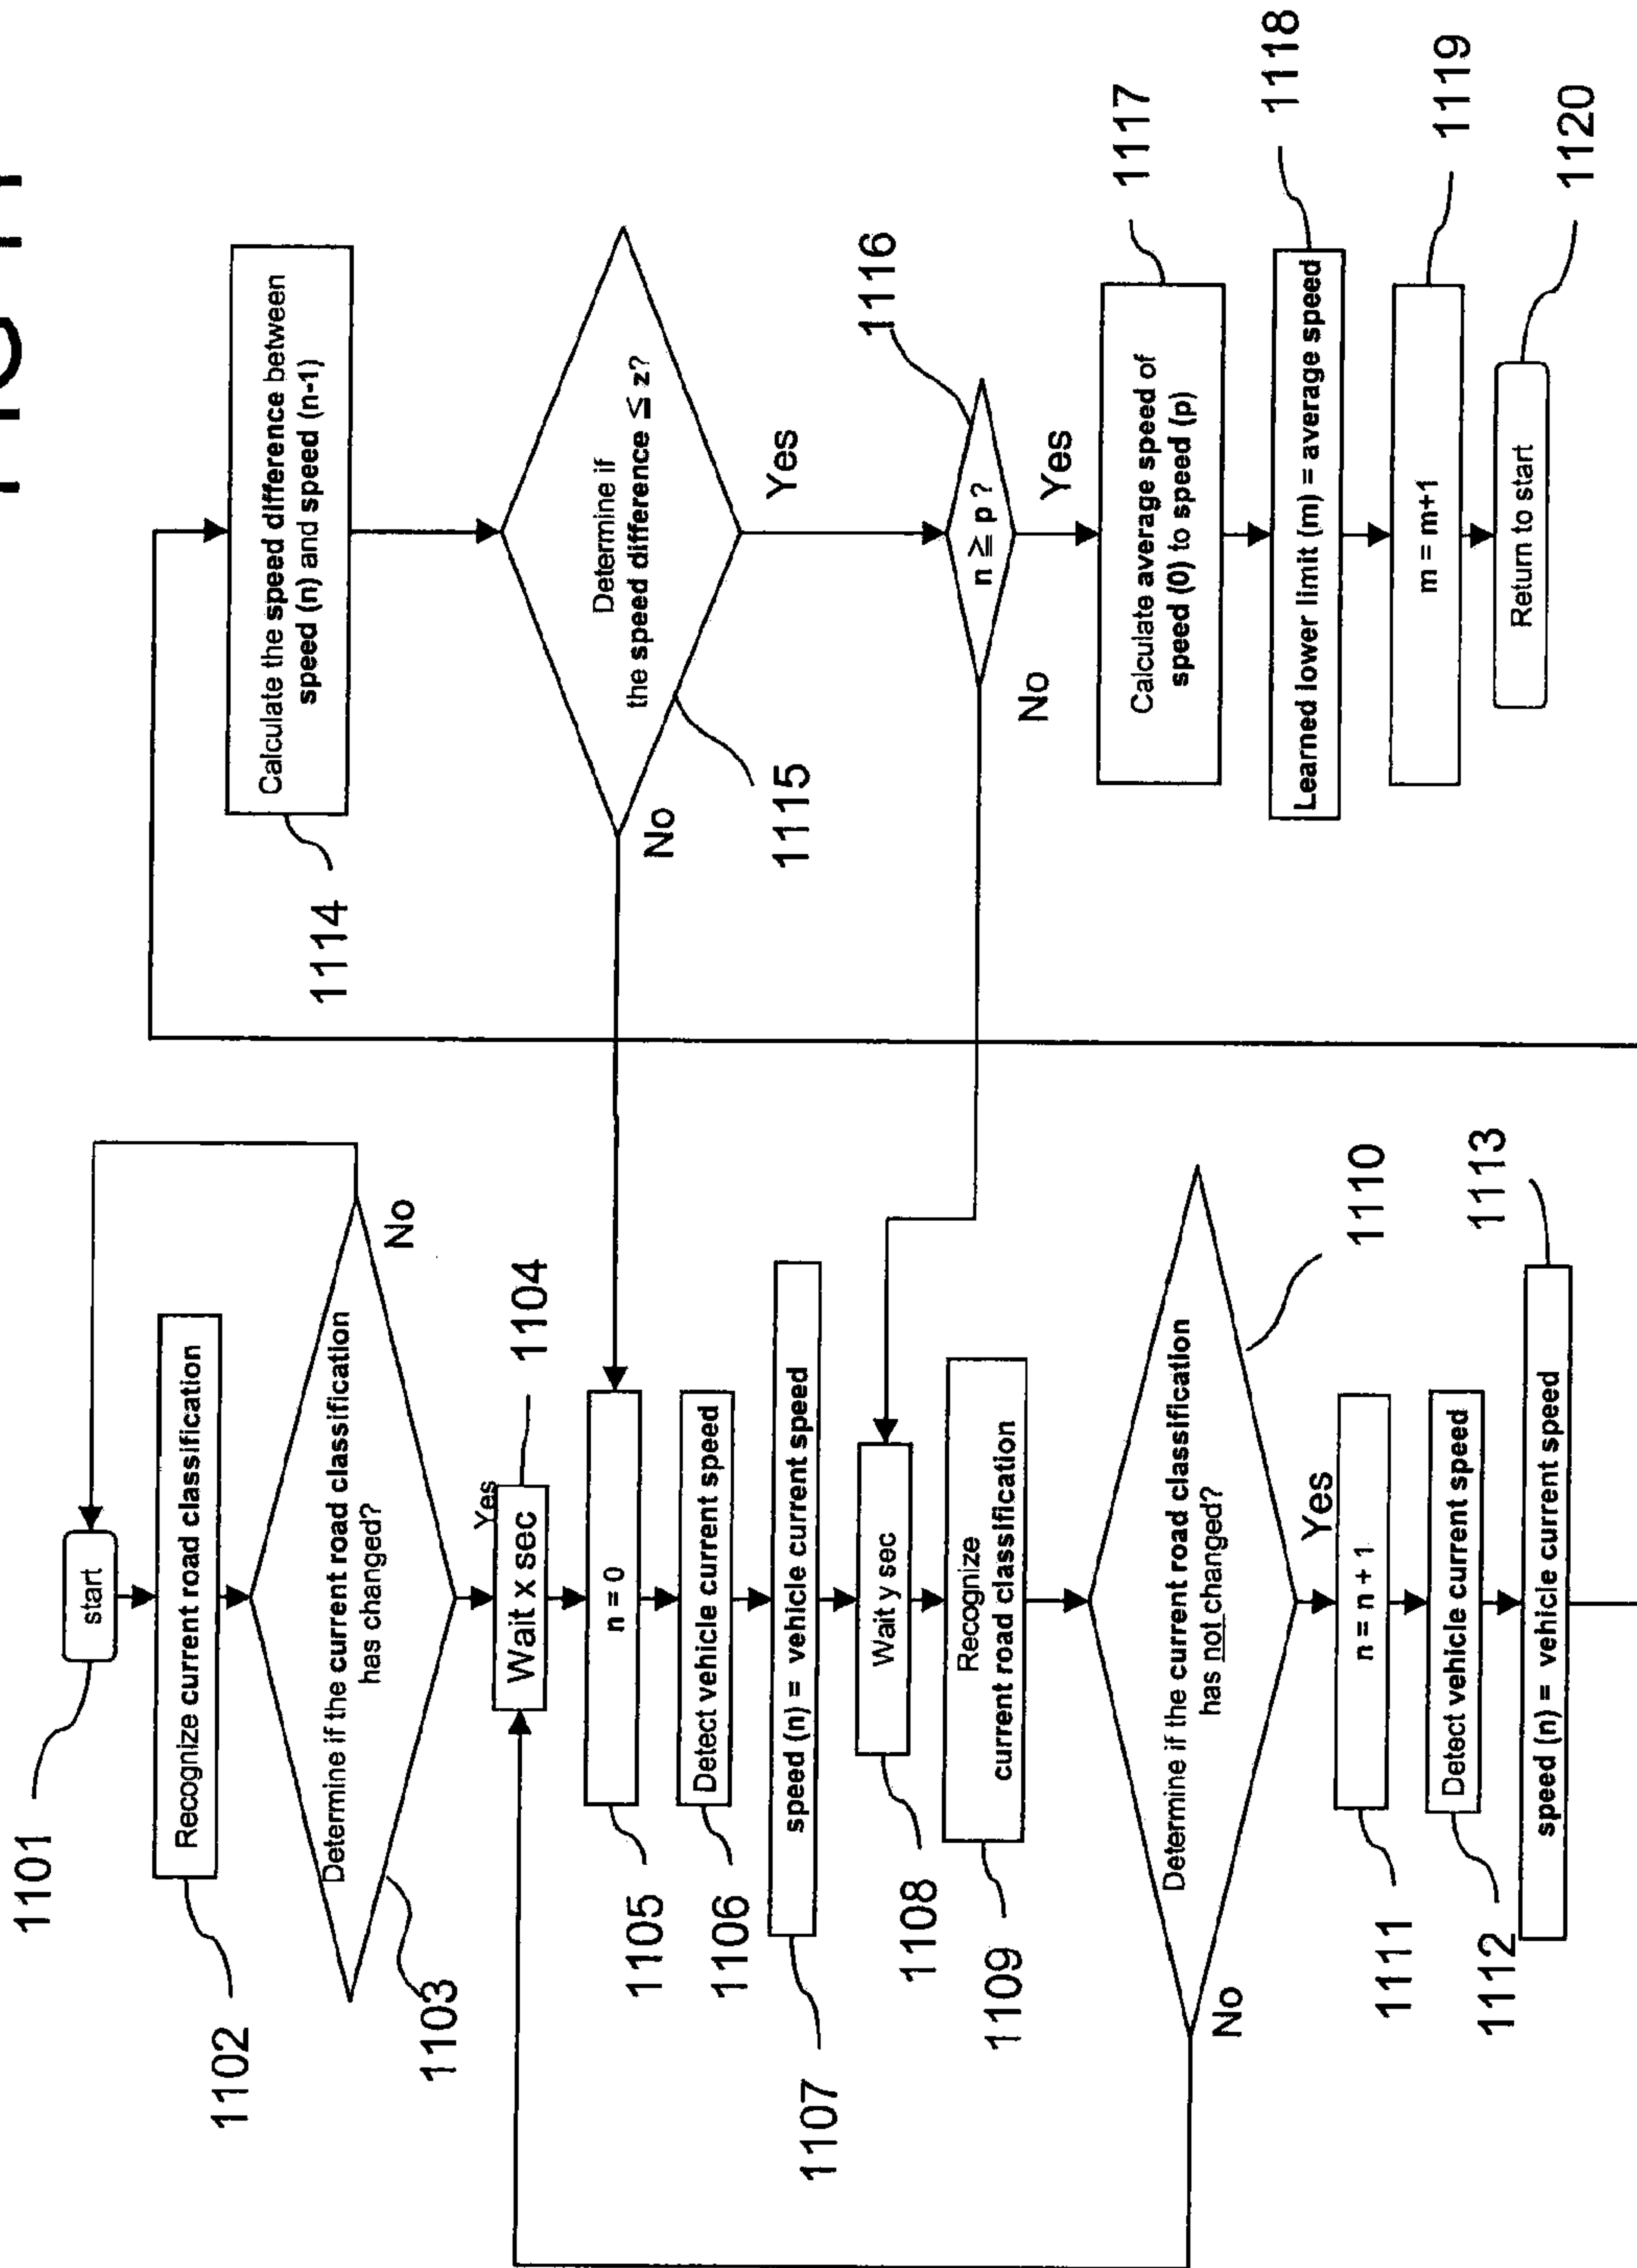 1101
start
1102
Recognize current road classification
1103
Determine if the current road classification
has changed?
No
Yes
Wait x sec
1104
1105
n = 0
1106
Detect vehicle current speed
1107
speed (n) = vehicle current speed
1108
Wait y sec
1109
Recognize
current road classification
1110
Determine if the current road classification
has not changed?
No
Yes
1111
n = n + 1
1112
Detect vehicle current speed
1113
speed (n) = vehicle current speed
1114
Calculate the speed difference between
speed (n) and speed (n-1)
1115
Determine if
the speed difference ≤ z?
No
Yes
1116
n ≧ p ?
No
Yes
1117
Calculate average speed of
speed (0) to speed (p)
1118
Learned lower limit (m) = average speed
1119
m = m+1
1120
Return to start